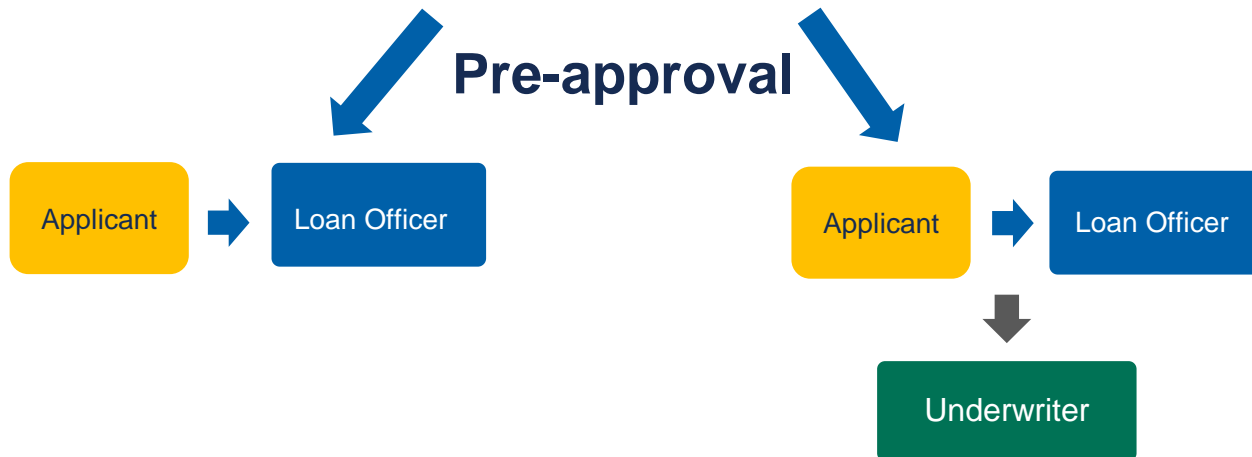 Pre-approval
Applicant
Loan Officer
Applicant
Loan Officer
Underwriter